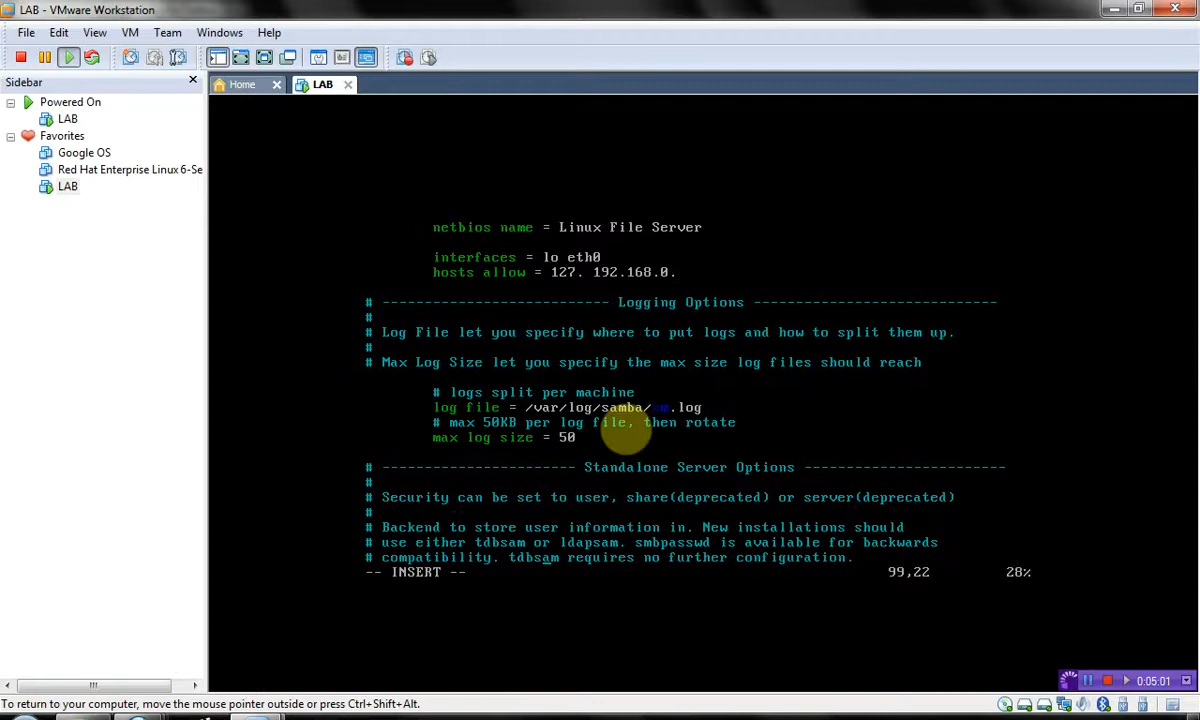 LAB - VMware Workstation
File Edit View VM Team Windows Help
Sidebar
Home LAB
Powered On
LAB
Favorites
Google OS
Red Hat Enterprise Linux 6-Se
LAB
netbios name = Linux File Server
interfaces = lo eth0
hosts allow = 127. 192.168.0.
# --------------------------- Logging Options -----------------------------
#
# Log File let you specify where to put logs and how to split them up.
#
# Max Log Size let you specify the max size log files should reach
# logs split per machine
log file = /var/log/samba/%m.log
# max 50KB per log file, then rotate
max log size = 50
# ----------------------- Standalone Server Options ------------------------
#
# Security can be set to user, share(deprecated) or server(deprecated)
#
# Backend to store user information in. New installations should
# use either tdbsam or ldapsam. smbpasswd is available for backwards
# compatibility. tdbsam requires no further configuration.
-- INSERT -- 99,22 28%
0:05:01
To return to your computer, move the mouse pointer outside or press Ctrl+Shift+Alt.